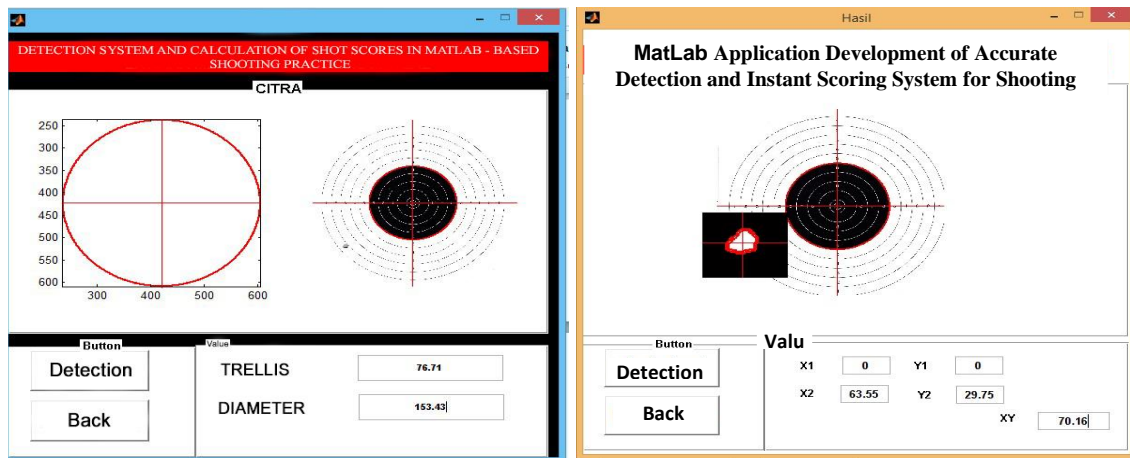 DETECTION SYSTEM AND CALCULATION OF SHOT SCORES IN MATLAB - BASED
SHOOTING PRACTICE
CITRA
250
300
350
400
450
500
550
600
300
400
500
600
Button
Detection
Back
Value
TRELLIS
76.71
DIAMETER
153.43
Hasil
MatLab Application Development of Accurate
Detection and Instant Scoring System for Shooting
Button
Detection
Back
Valu
X1 0 Y1 0
X2 63.55 Y2 29.75
XY 70.16